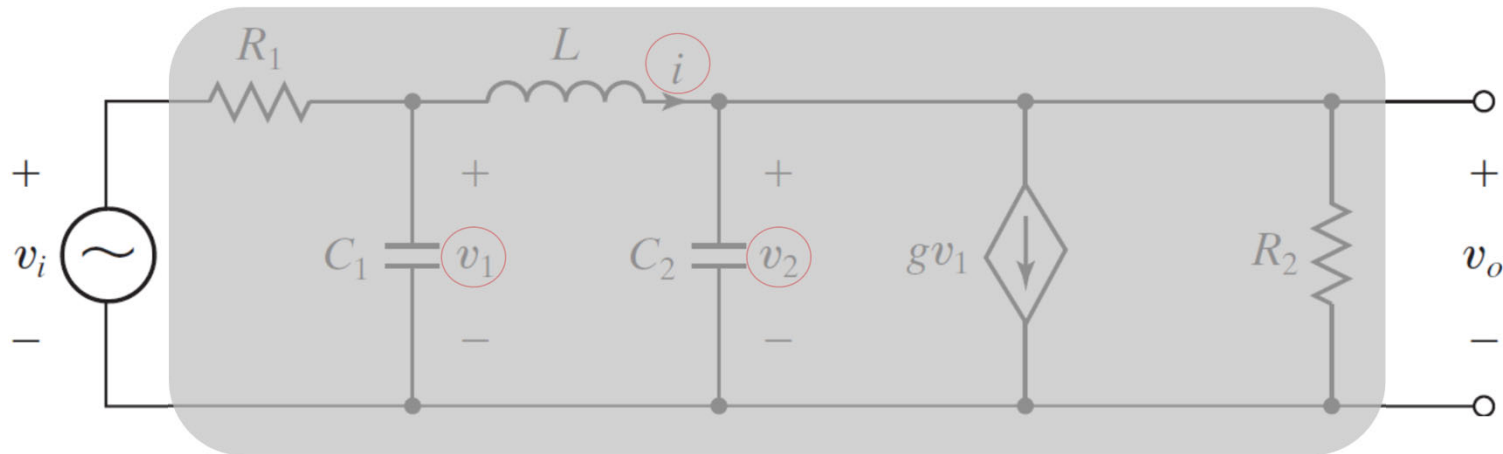 R₁ L i
+ + + +
vᵢ C₁ v₁ C₂ v₂ gv₁ R₂ vₒ
− − − −